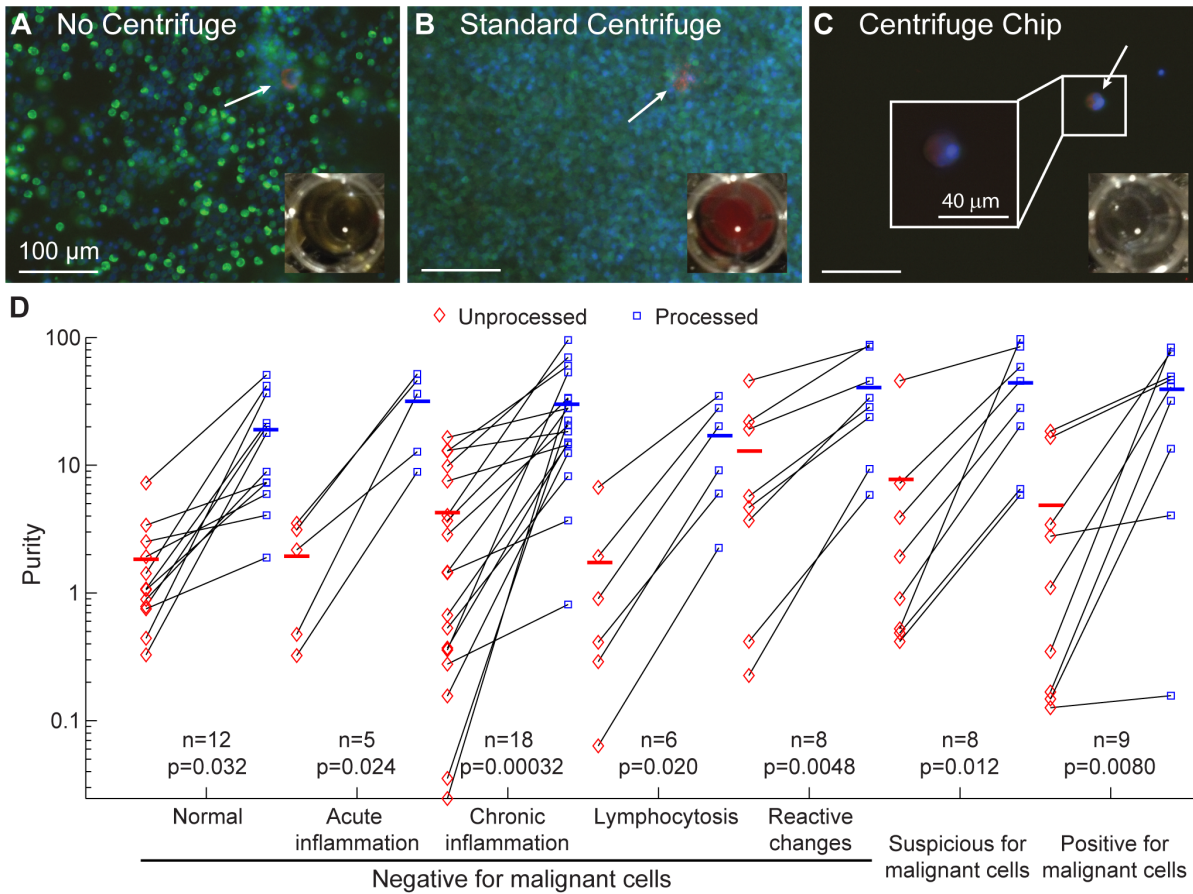 A No Centrifuge
B Standard Centrifuge
C Centrifuge Chip
100 µm
40 µm
D
Unprocessed
Processed
Purity
100
10
1
0.1
n=12
p=0.032
n=5
p=0.024
n=18
p=0.00032
n=6
p=0.020
n=8
p=0.0048
n=8
p=0.012
n=9
p=0.0080
Normal
Acute
inflammation
Chronic
inflammation
Lymphocytosis
Reactive
changes
Suspicious for
malignant cells
Positive for
malignant cells
Negative for malignant cells